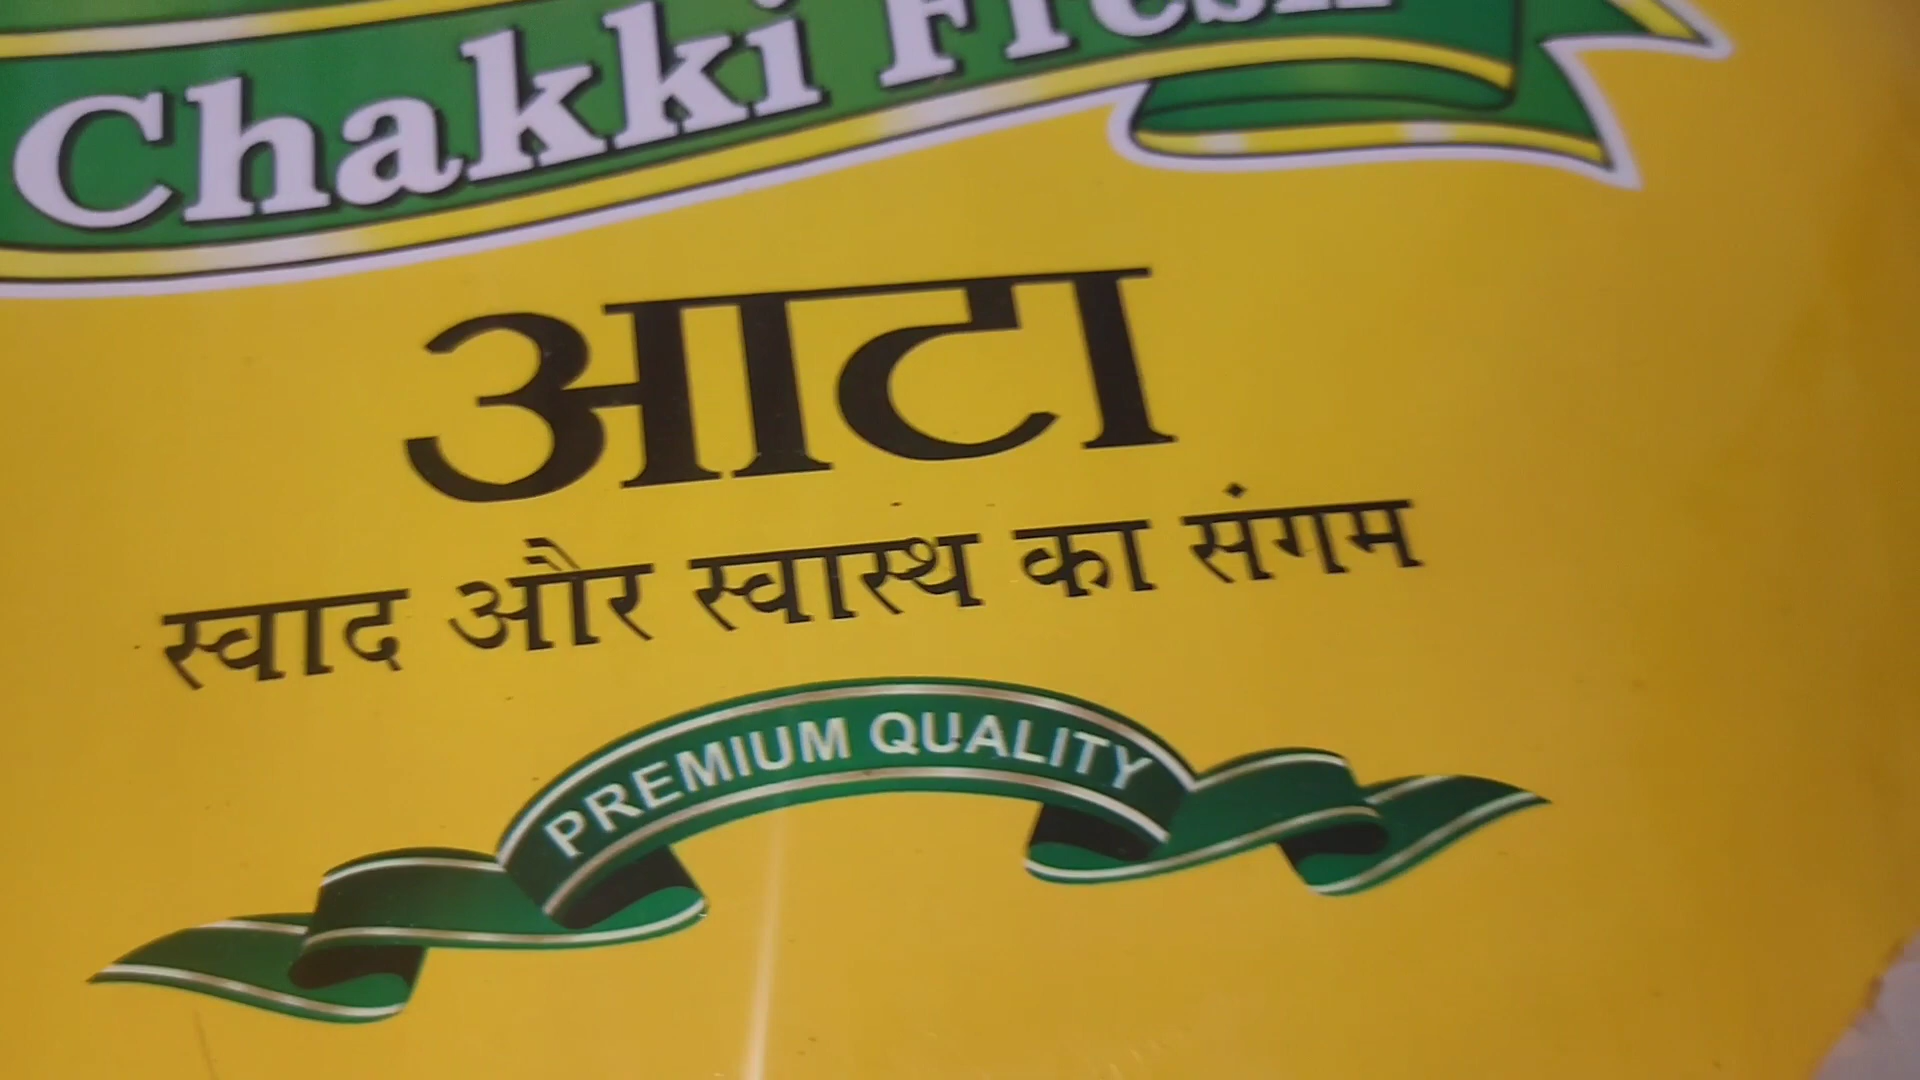 Chakki Fresh
आटा
स्वाद और स्वास्थ का संगम
PREMIUM QUALITY